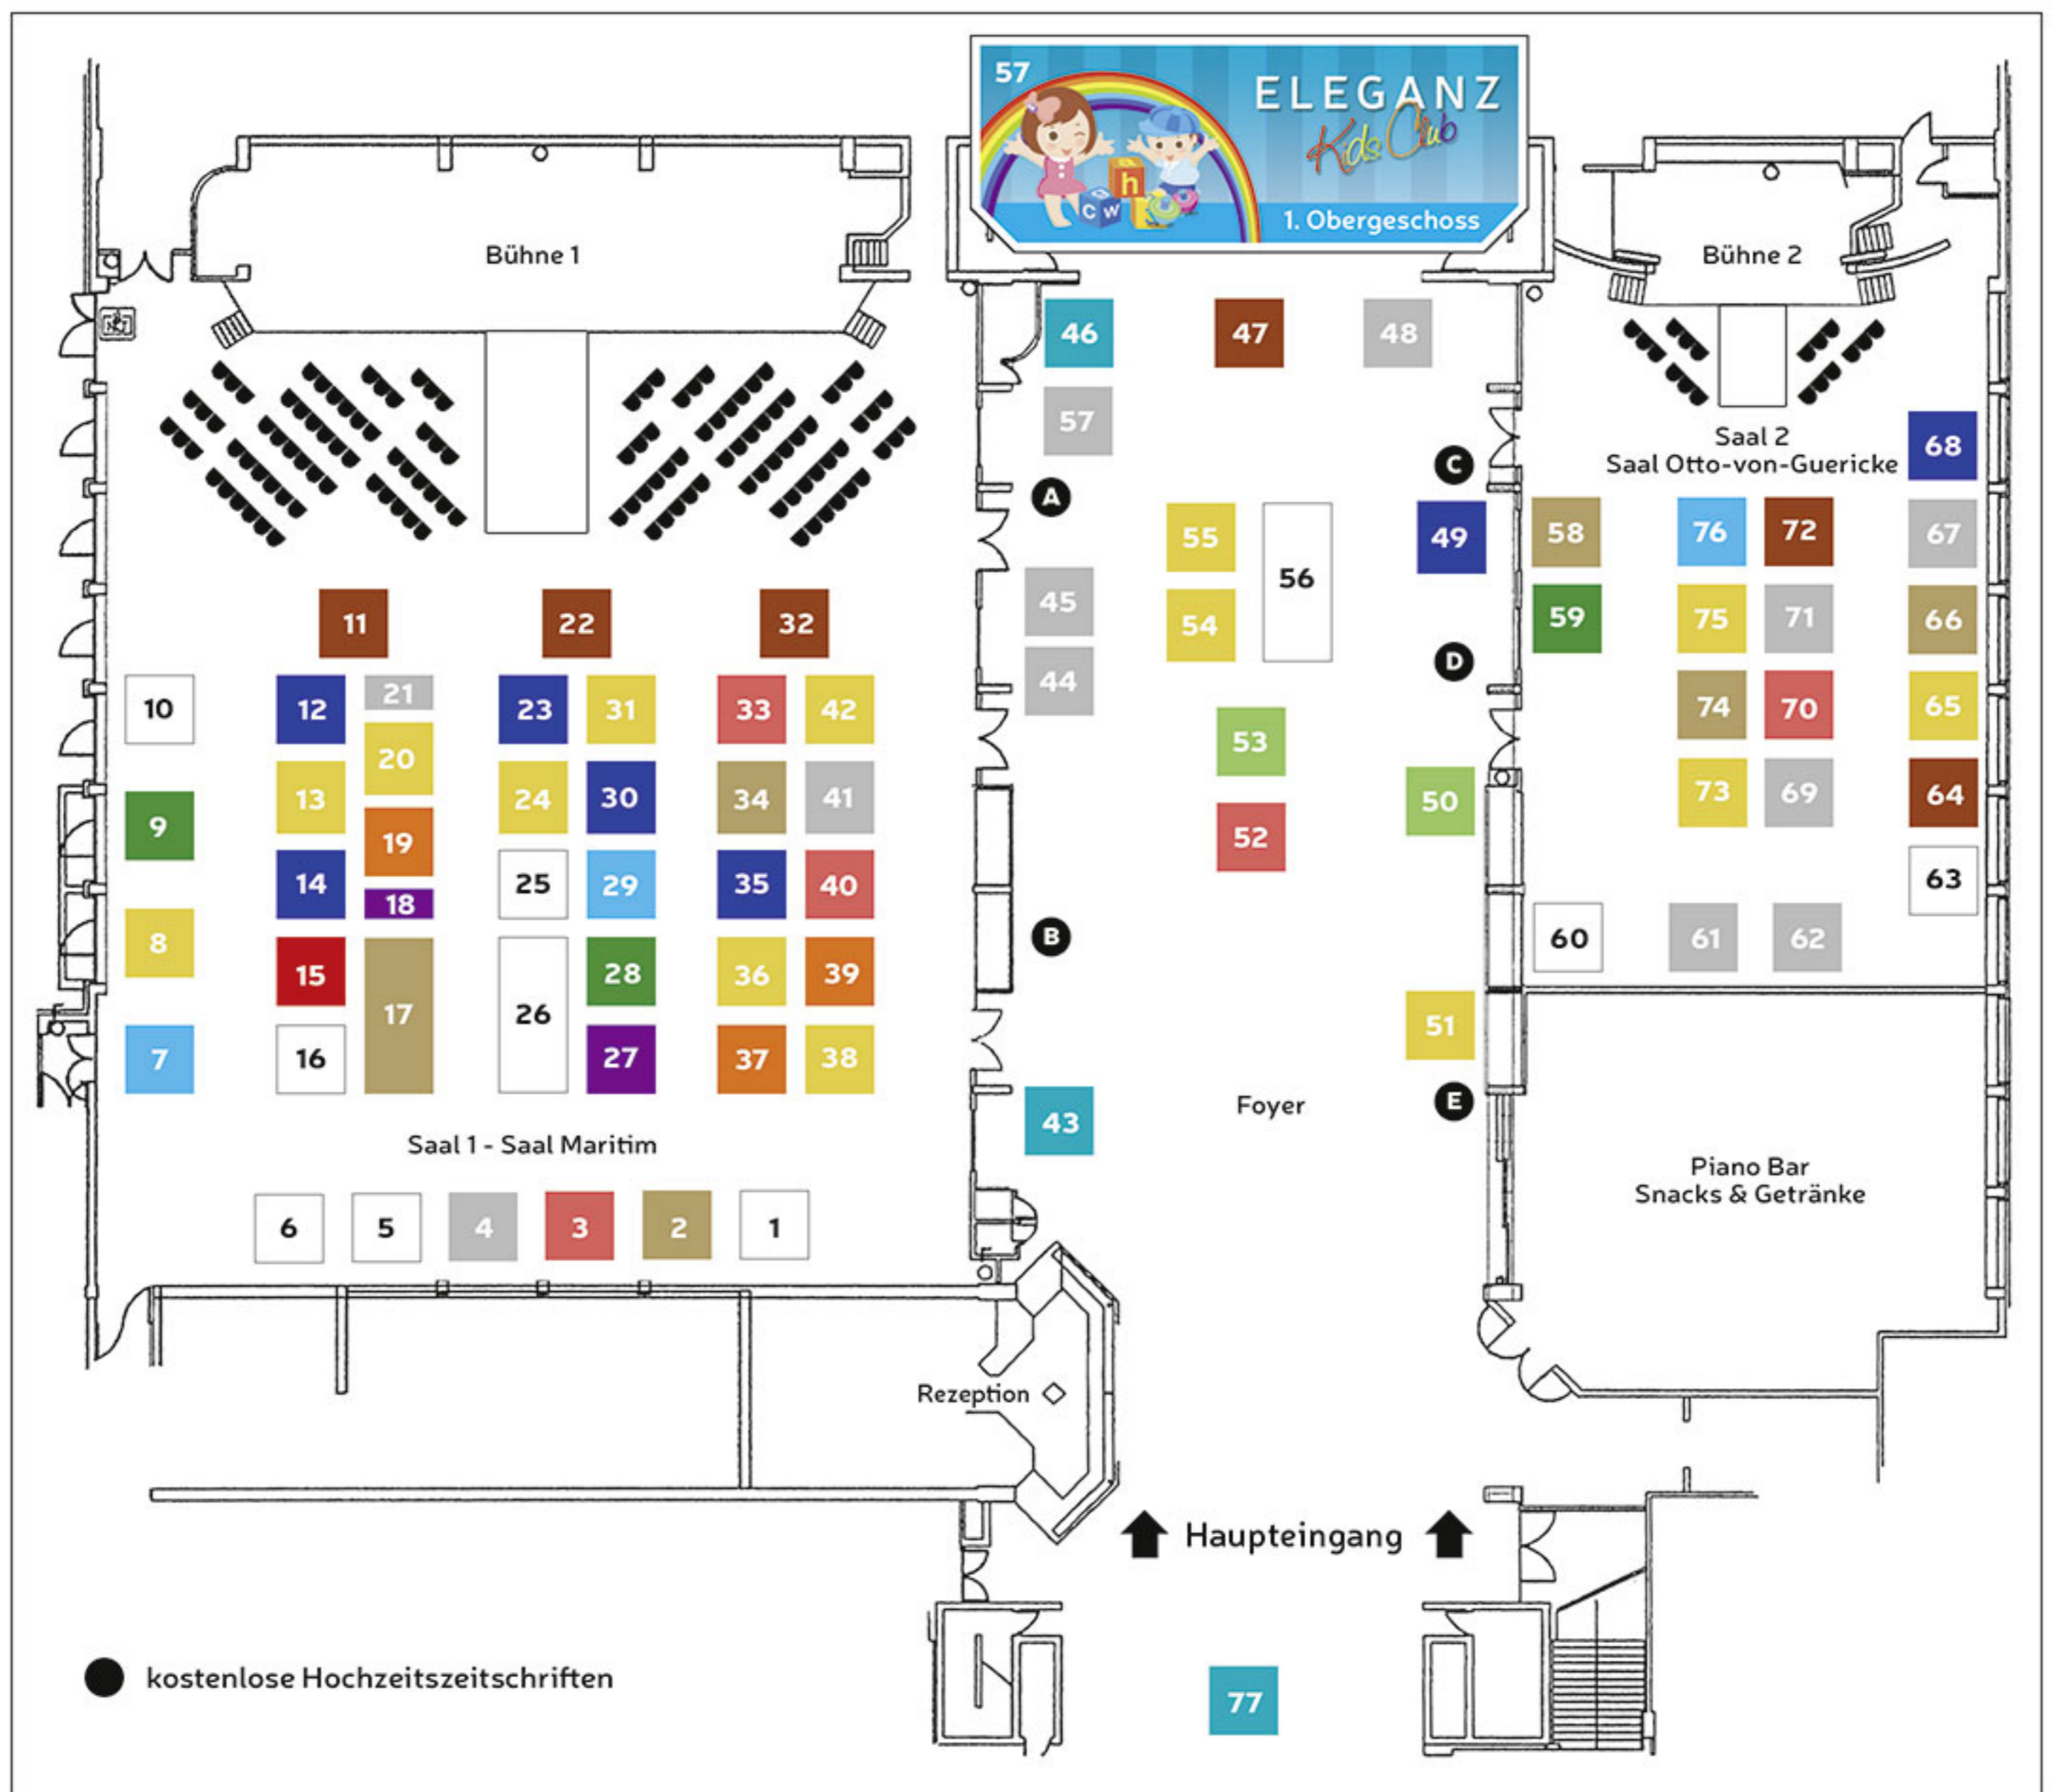 57
ELEGANZ
Kids Club
h
c w
1. Obergeschoss
Bühne 1
Bühne 2
46 47 48
57
Saal 2
Saal Otto-von-Guericke
68
C
A
55 56 49 58 76 72 67
45 54 59 75 71 66
11 22 32
D
44
10 12 21 23 31 33 42
74 70 65
20
53
13 24 30 34 41
50
73 69 64
9 19
52
14 25 29 35 40
63
18
8
B
60 61 62
15 17 26 28 36 39
51
7 16 27 37 38
43
Foyer
E
Saal 1 - Saal Maritim
Piano Bar
Snacks & Getränke
6 5 4 3 2 1
Rezeption
Haupteingang
kostenlose Hochzeitszeitschriften
77